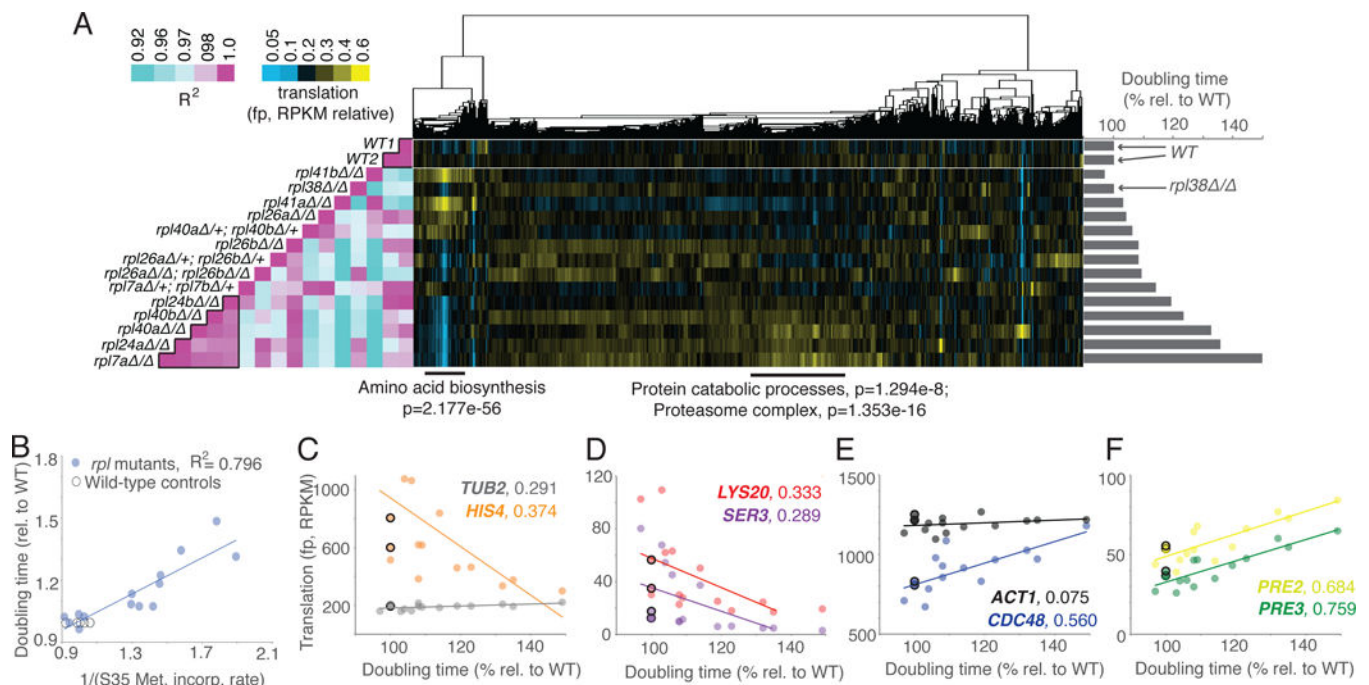 A
0.92
0.96
0.97
098
1.0
R2
0.05
0.1
0.2
0.3
0.4
0.6
translation
(fp, RPKM relative)
Doubling time
(% rel. to WT)
100
120
140
WT1
WT2
rpl41bΔ/Δ
rpl38Δ/Δ
rpl41aΔ/Δ
rpl26aΔ/Δ
rpl40aΔ/+; rpl40bΔ/+
rpl26bΔ/Δ
rpl26aΔ/+; rpl26bΔ/+
rpl26aΔ/Δ; rpl26bΔ/Δ
rpl7aΔ/+; rpl7bΔ/+
rpl24bΔ/Δ
rpl40bΔ/Δ
rpl40aΔ/Δ
rpl24aΔ/Δ
rpl7aΔ/Δ
WT
rpl38Δ/Δ
Amino acid biosynthesis
p=2.177e-56
Protein catabolic processes, p=1.294e-8;
Proteasome complex, p=1.353e-16
B
Doubling time (rel. to WT)
1.8
1.5
1.2
0.9
rpl mutants, R2= 0.796
Wild-type controls
0.9
1.3
1.7
2.1
1/(S35 Met. incorp. rate)
C
Translation (fp, RPKM)
1000
600
200
TUB2, 0.291
HIS4, 0.374
100
120
140
Doubling time (% rel. to WT)
D
120
80
40
0
LYS20, 0.333
SER3, 0.289
100
120
140
Doubling time (% rel. to WT)
E
1500
1000
500
ACT1, 0.075
CDC48, 0.560
100
120
140
Doubling time (% rel. to WT)
F
100
50
0
PRE2, 0.684
PRE3, 0.759
100
120
140
Doubling time (% rel. to WT)